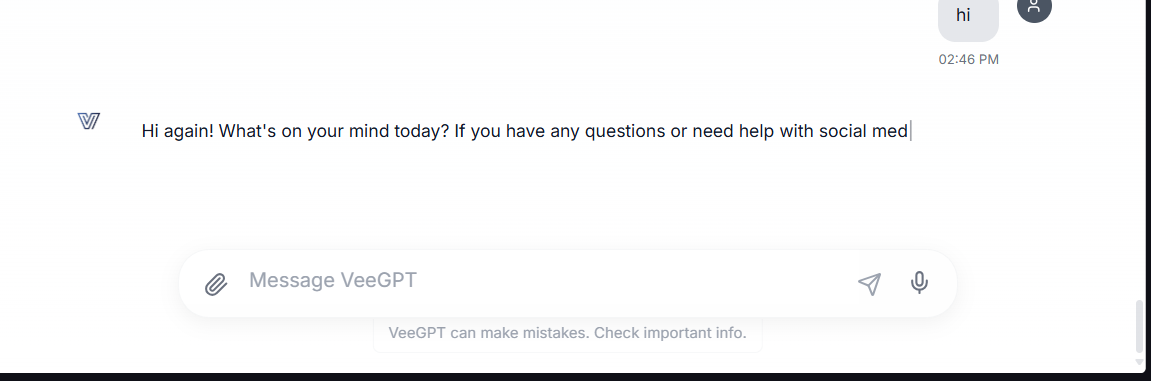 hi
02:46 PM
Hi again! What's on your mind today? If you have any questions or need help with social med
Message VeeGPT
VeeGPT can make mistakes. Check important info.